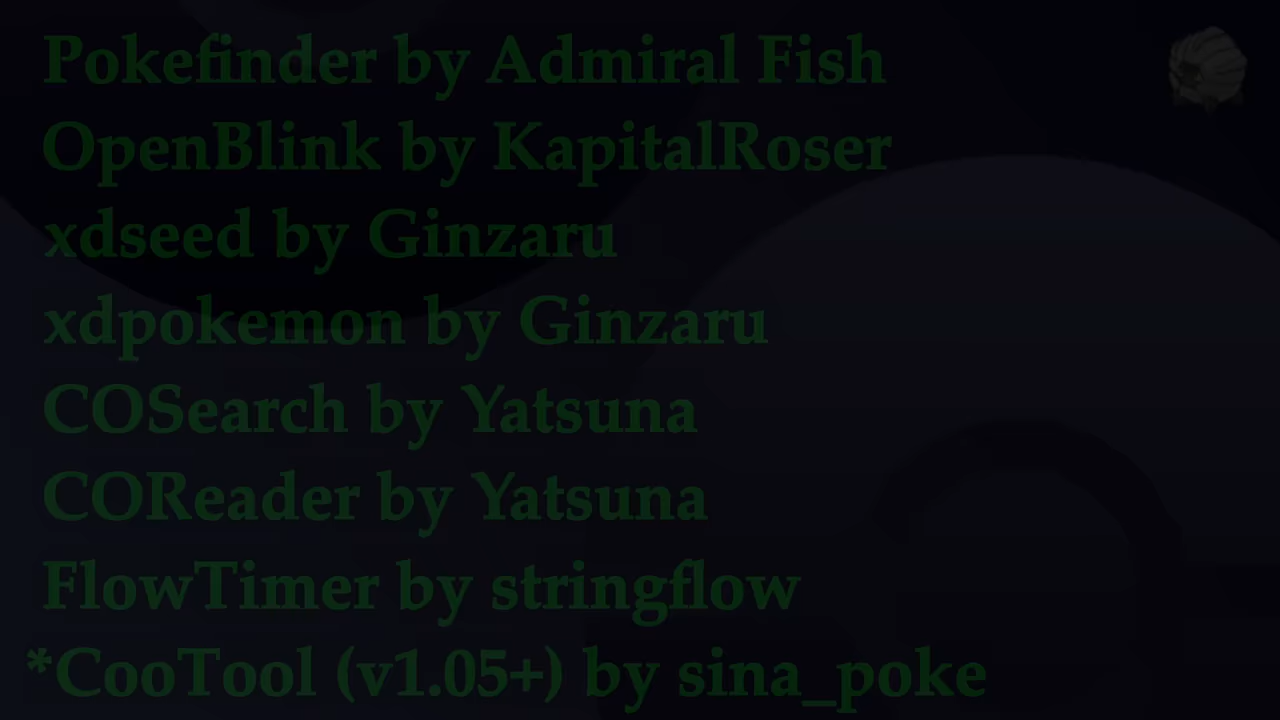 Pokefinder by Admiral Fish
OpenBlink by KapitalRoser
xdseed by Ginzaru
xdpokemon by Ginzaru
COSearch by Yatsuna
COReader by Yatsuna
FlowTimer by stringflow
*CooTool (v1.05+) by sina_poke